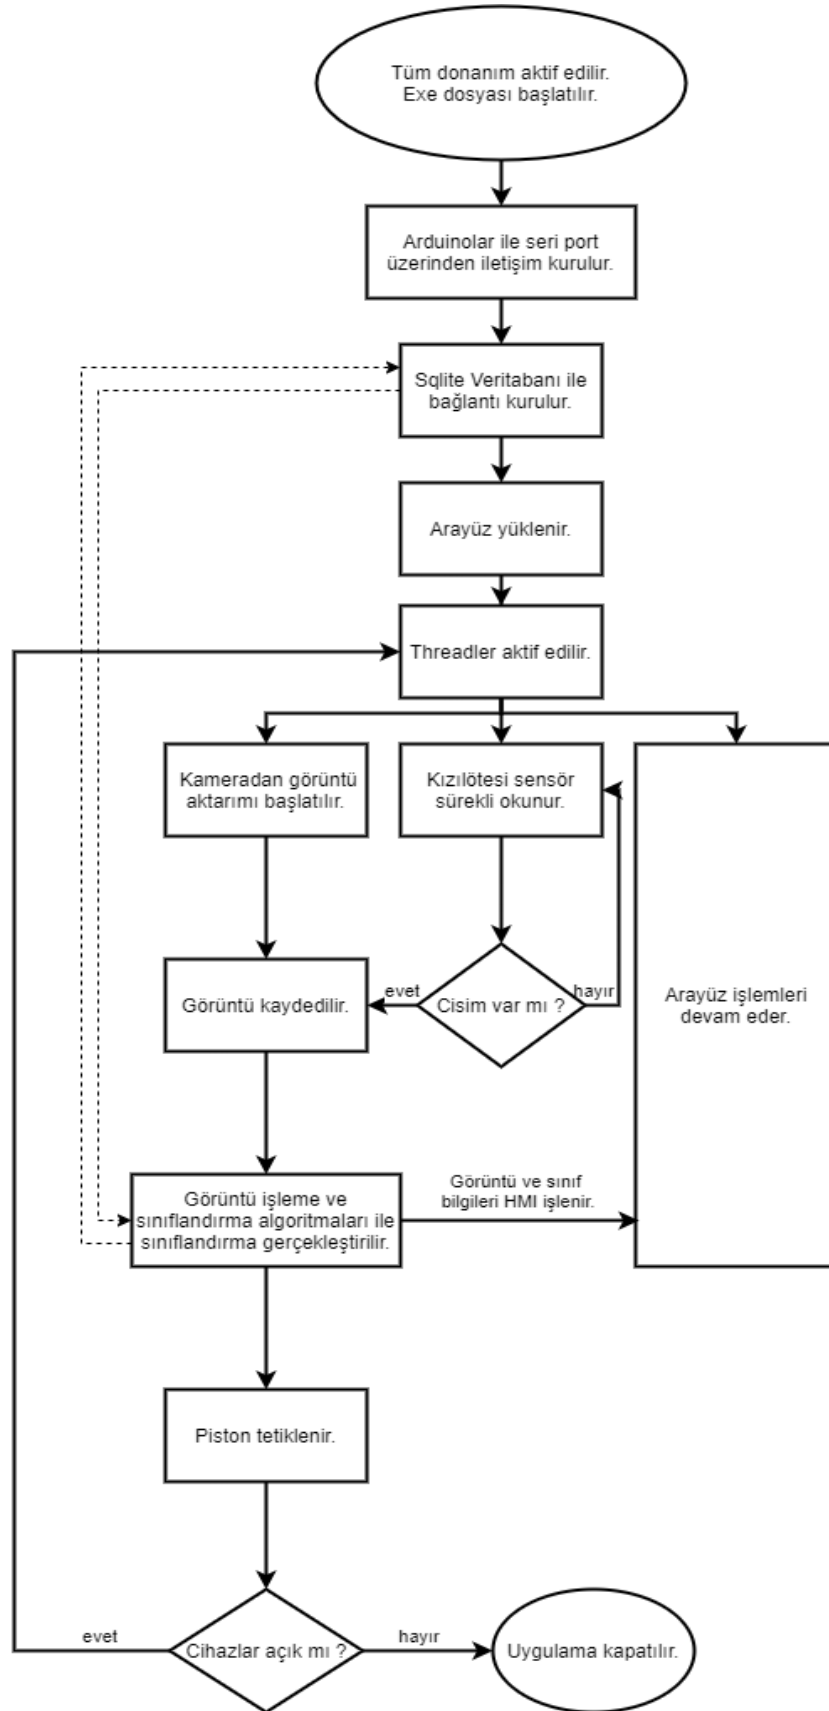 Tüm donanım aktif edilir.
Exe dosyası başlatılır.
Arduinolar ile seri port
üzerinden iletişim kurulur.
Sqlite Veritabanı ile
bağlantı kurulur.
Arayüz yüklenir.
Threadler aktif edilir.
Kameradan görüntü
aktarımı başlatılır.
Kızılötesi sensör
sürekli okunur.
Görüntü kaydedilir.
evet
Cisim var mı ?
hayır
Arayüz işlemleri
devam eder.
Görüntü işleme ve
sınıflandırma algoritmaları ile
sınıflandırma gerçekleştirilir.
Görüntü ve sınıf
bilgileri HMI işlenir.
Piston tetiklenir.
evet
Cihazlar açık mı ?
hayır
Uygulama kapatılır.